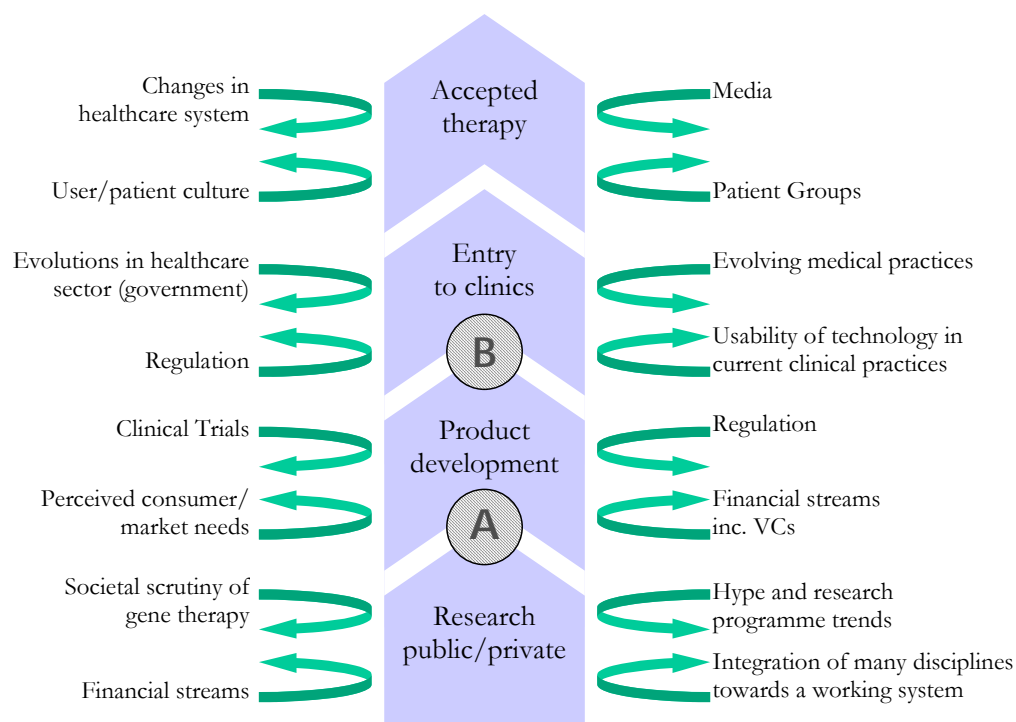 Changes in
healthcare system
Accepted
therapy
Media
User/patient culture
Patient Groups
Evolutions in healthcare
sector (government)
Entry
to clinics
Evolving medical practices
B
Regulation
Usability of technology in
current clinical practices
Clinical Trials
Product
development
Regulation
Perceived consumer/
market needs
A
Financial streams
inc. VCs
Societal scrutiny of
gene therapy
Research
public/private
Hype and research
programme trends
Financial streams
Integration of many disciplines
towards a working system